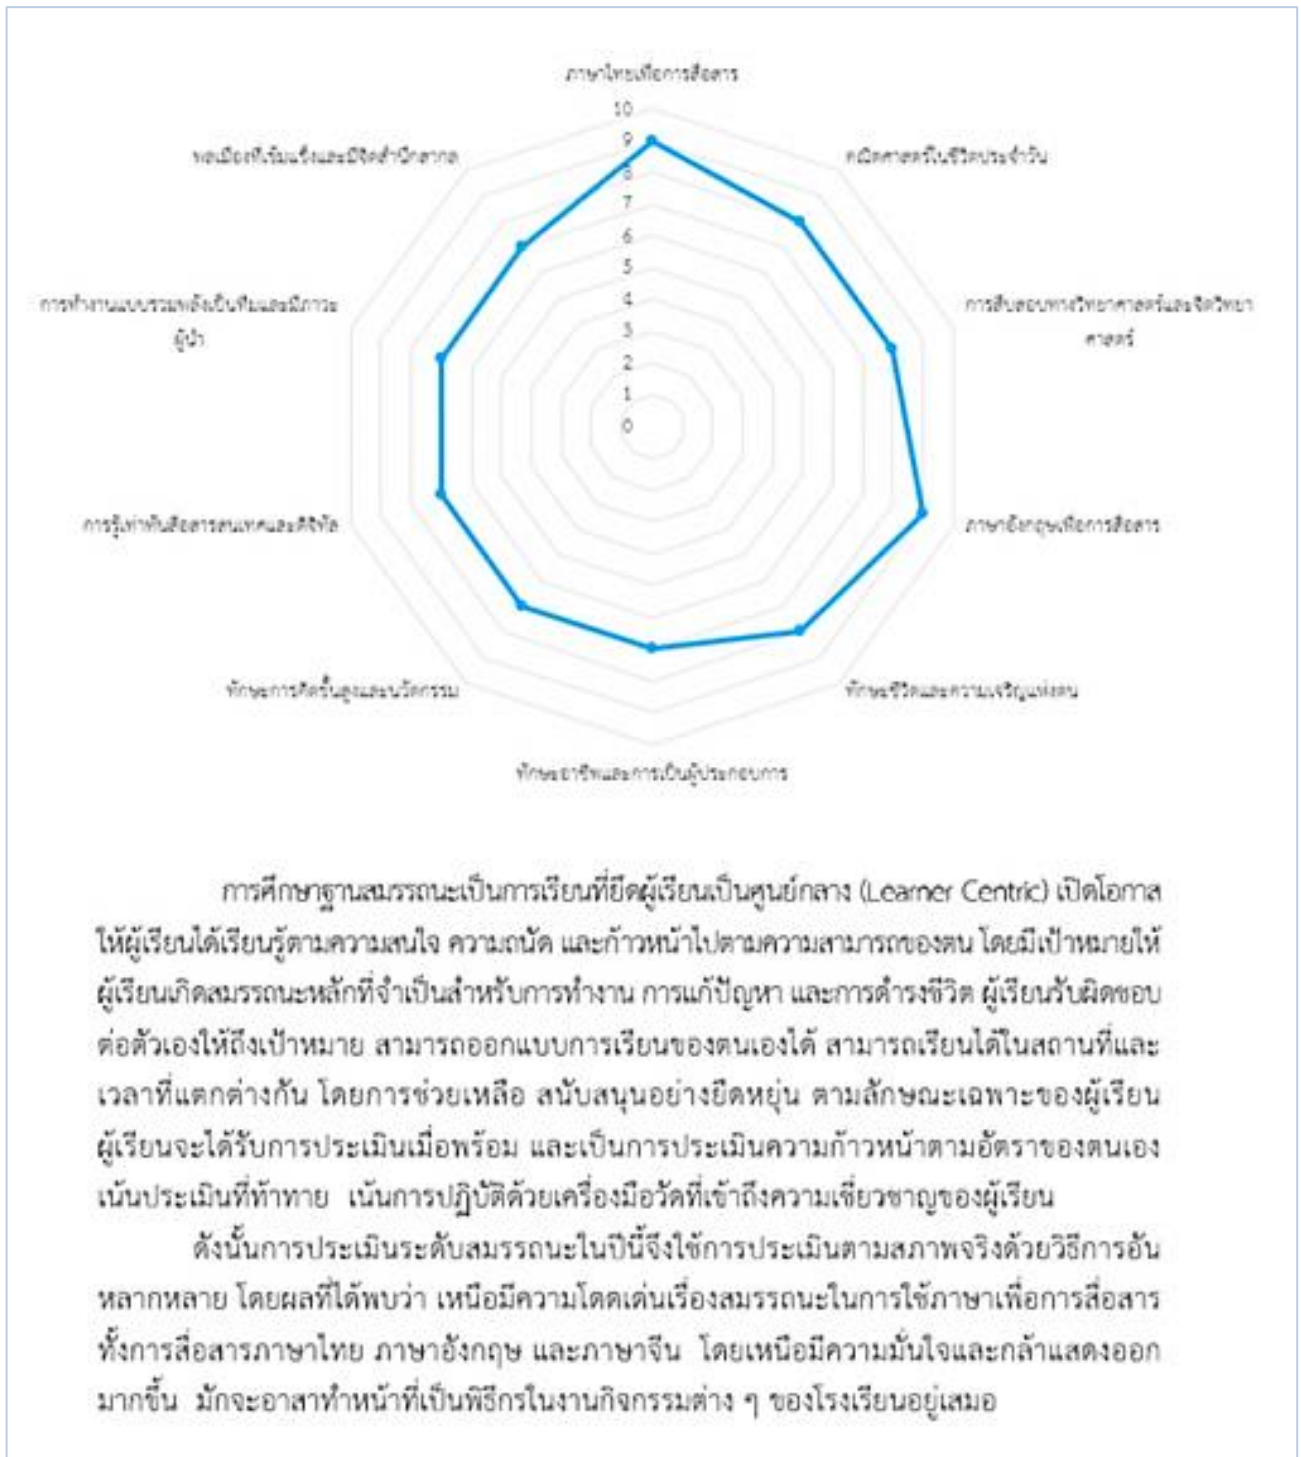 ภาษาไทยเพื่อการสื่อสาร
10
9
8
7
6
5
4
3
2
1
0
คณิตศาสตร์ในชีวิตประจำวัน
การสืบสอบทางวิทยาศาสตร์และจิตวิทยา
ศาสตร์
ภาษาอังกฤษเพื่อการสื่อสาร
ทักษะชีวิตและความเจริญแห่งตน
ทักษะอาชีพและการเป็นผู้ประกอบการ
ทักษะการคิดขั้นสูงและนวัตกรรม
การรู้เท่าทันสื่อสารสนเทศและดิจิทัล
การทำงานแบบรวมพลังเป็นทีมและมีภาวะ
ผู้นำ
พลเมืองที่เข้มแข็งและมีจิตสำนึกสากล
การศึกษาฐานสมรรถนะเป็นการเรียนที่ยึดผู้เรียนเป็นศูนย์กลาง (Learner Centric) เปิดโอกาส
ให้ผู้เรียนได้เรียนรู้ตามความสนใจ ความถนัด และก้าวหน้าไปตามความสามารถของตน โดยมีเป้าหมายให้
ผู้เรียนเกิดสมรรถนะหลักที่จำเป็นสำหรับการทำงาน การแก้ปัญหา และการดำรงชีวิต ผู้เรียนรับผิดชอบ
ต่อตัวเองให้ถึงเป้าหมาย สามารถออกแบบการเรียนของตนเองได้ สามารถเรียนได้ในสถานที่และ
เวลาที่แตกต่างกัน โดยการช่วยเหลือ สนับสนุนอย่างยืดหยุ่น ตามลักษณะเฉพาะของผู้เรียน
ผู้เรียนจะได้รับการประเมินเมื่อพร้อม และเป็นการประเมินความก้าวหน้าตามอัตราของตนเอง
เน้นประเมินที่ท้าทาย เน้นการปฏิบัติด้วยเครื่องมือวัดที่เข้าถึงความเชี่ยวชาญของผู้เรียน
ดังนั้นการประเมินระดับสมรรถนะในปีนี้จึงใช้การประเมินตามสภาพจริงด้วยวิธีการอัน
หลากหลาย โดยผลที่ได้พบว่า เหนือมีความโดดเด่นเรื่องสมรรถนะในการใช้ภาษาเพื่อการสื่อสาร
ทั้งการสื่อสารภาษาไทย ภาษาอังกฤษ และภาษาจีน โดยเหนือมีความมั่นใจและกล้าแสดงออก
มากขึ้น มักจะอาสาทำหน้าที่เป็นพิธีกรในงานกิจกรรมต่าง ๆ ของโรงเรียนอยู่เสมอ